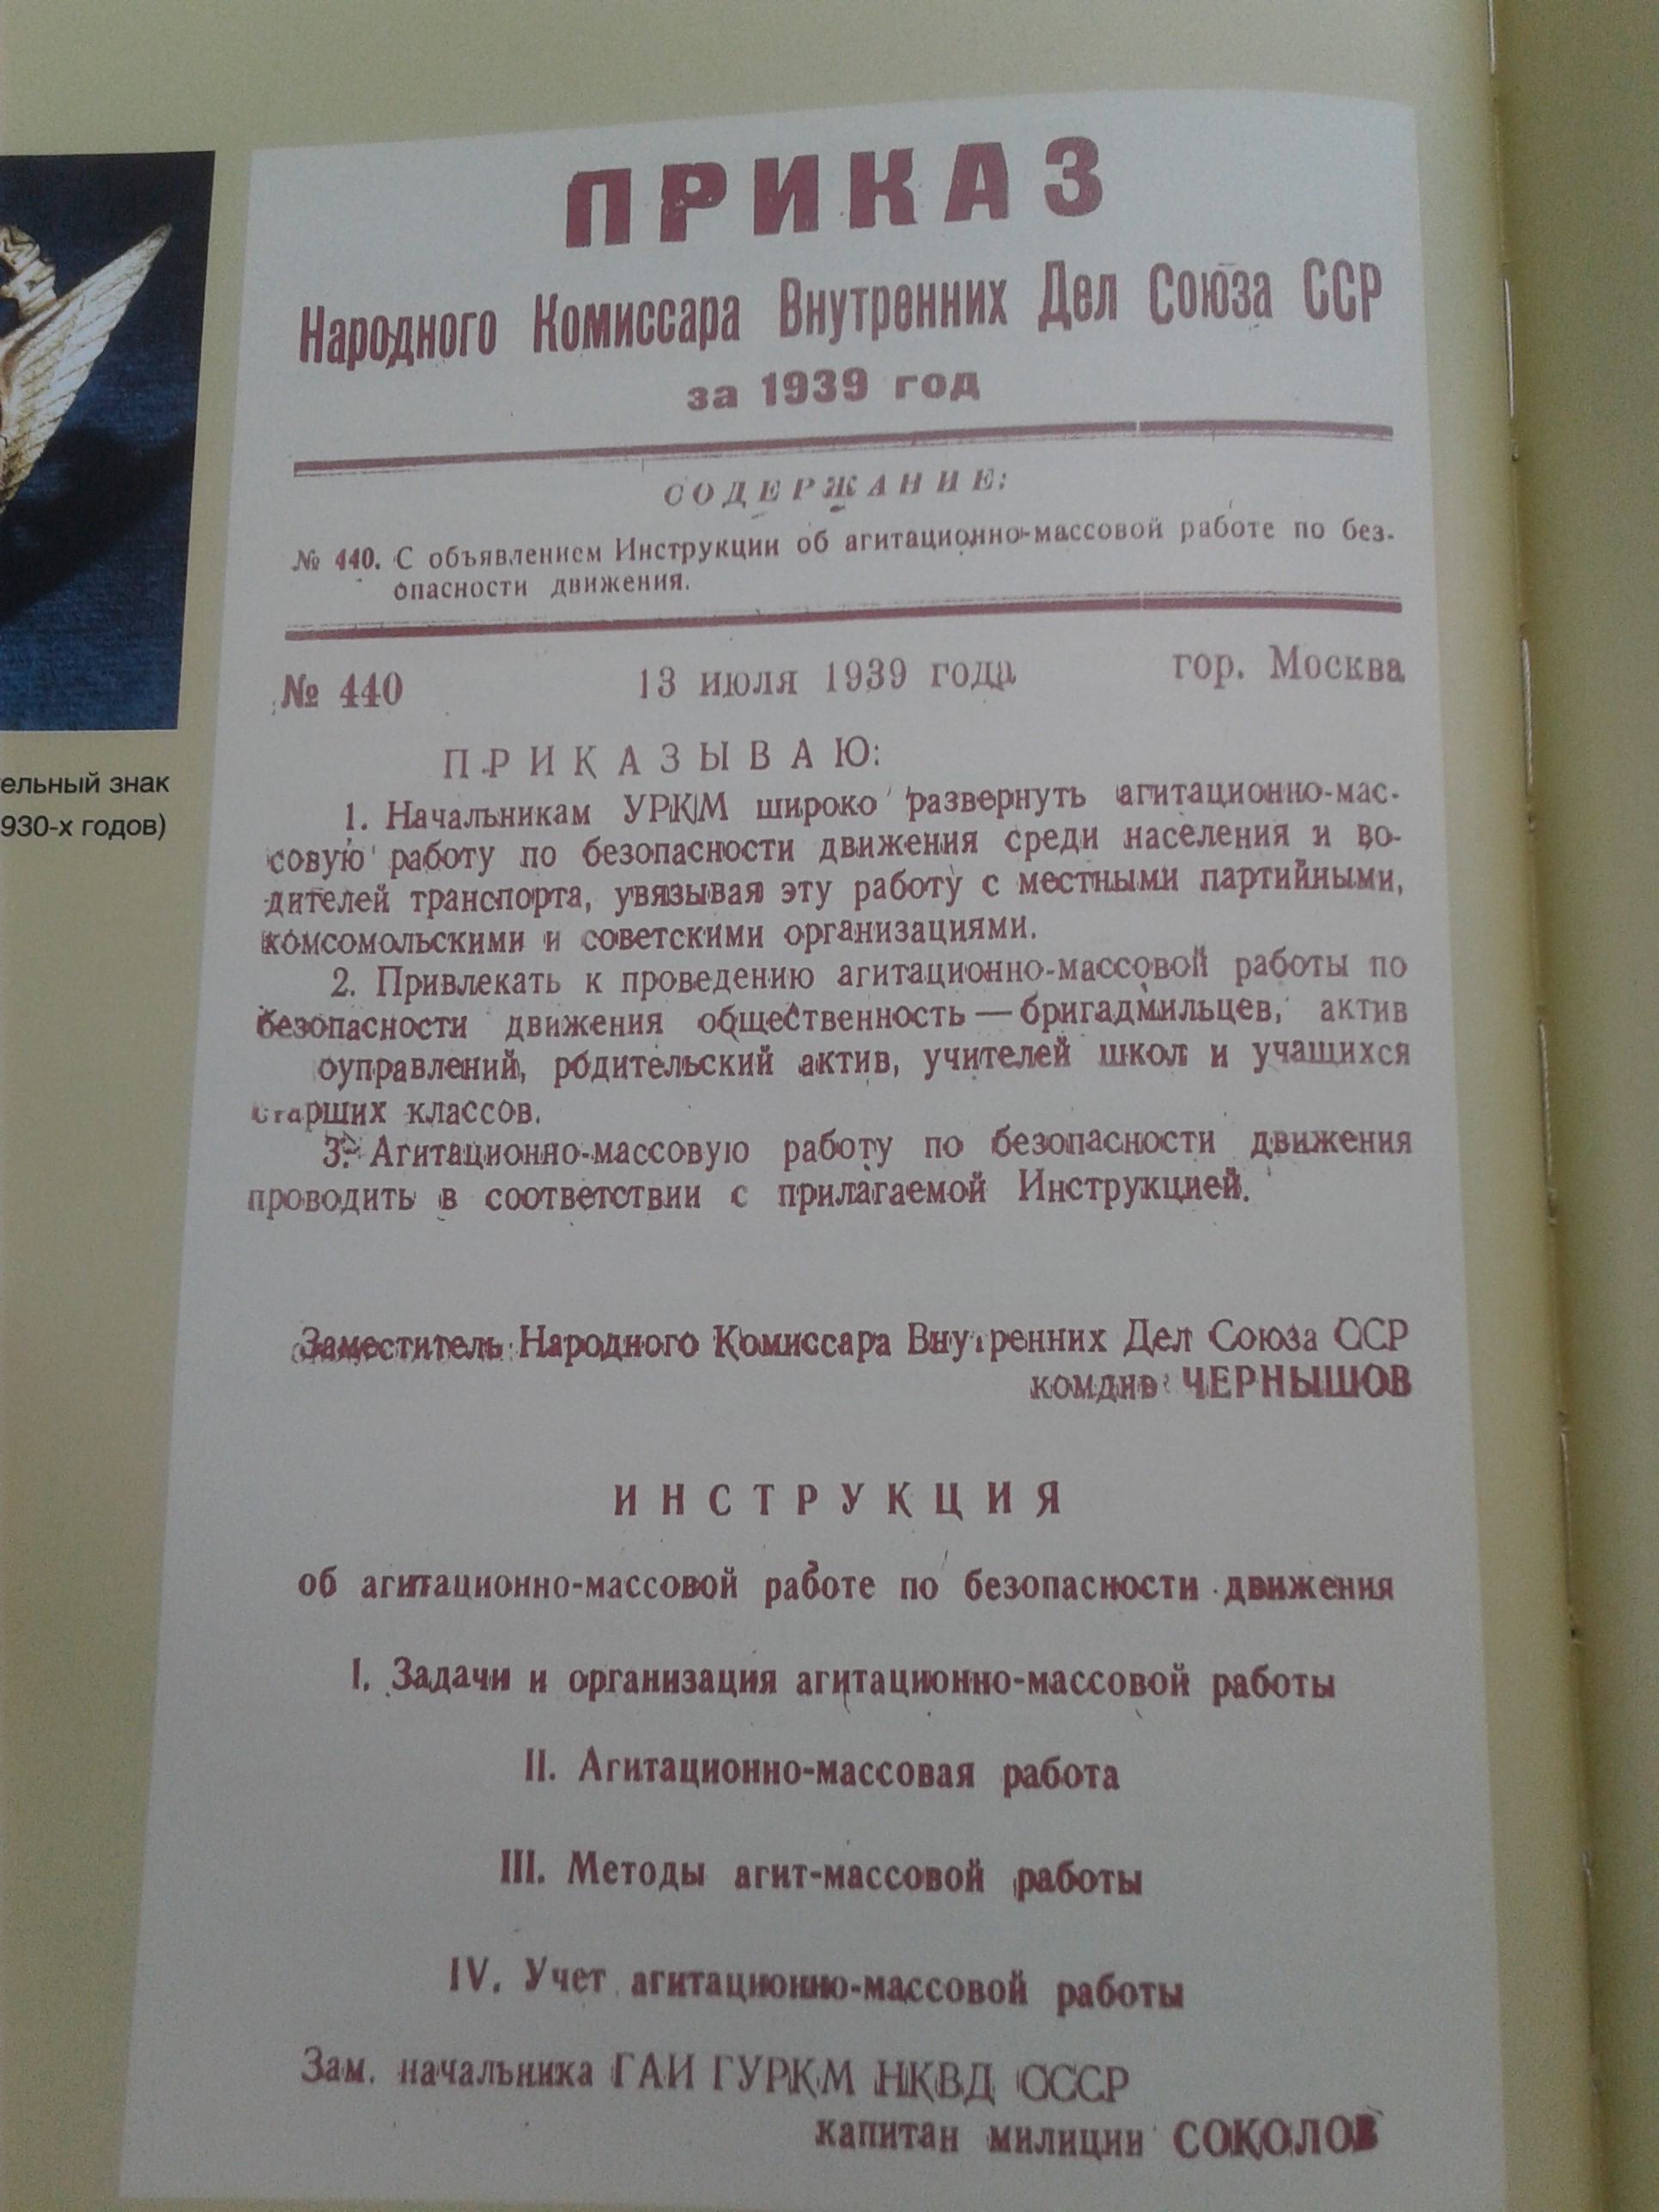 ПРИКАЗ
Народного Комиссара Внутренних Дел Союза ССР
за 1939 год
СОДЕРЖАНИЕ:
№ 440. С объявлением Инструкции об агитационно-массовой работе по без-
опасности движения.
№ 440 13 июля 1939 года гор. Москва
ПРИКАЗЫВАЮ:
1. Начальникам УРКМ широко развернуть агитационно-мас-
совую работу по безопасности движения среди населения и во-
дителей транспорта, увязывая эту работу с местными партийными,
комсомольскими и советскими организациями.
2. Привлекать к проведению агитационно-массовой работы по
безопасности движения общественность — бригадмильцев, актив
оуправлений, родительский актив, учителей школ и учащихся
старших классов.
3. Агитационно-массовую работу по безопасности движения
проводить в соответствии с прилагаемой Инструкцией.
Заместитель Народного Комиссара Внутренних Дел Союза ССР
комдив ЧЕРНЫШОВ
ИНСТРУКЦИЯ
об агитационно-массовой работе по безопасности движения
I. Задачи и организация агитационно-массовой работы
II. Агитационно-массовая работа
III. Методы агит-массовой работы
IV. Учет агитационно-массовой работы
Зам. начальника ГАИ ГУРКМ НКВД СССР
капитан милиции СОКОЛОВ
ельный знак
930-х годов)